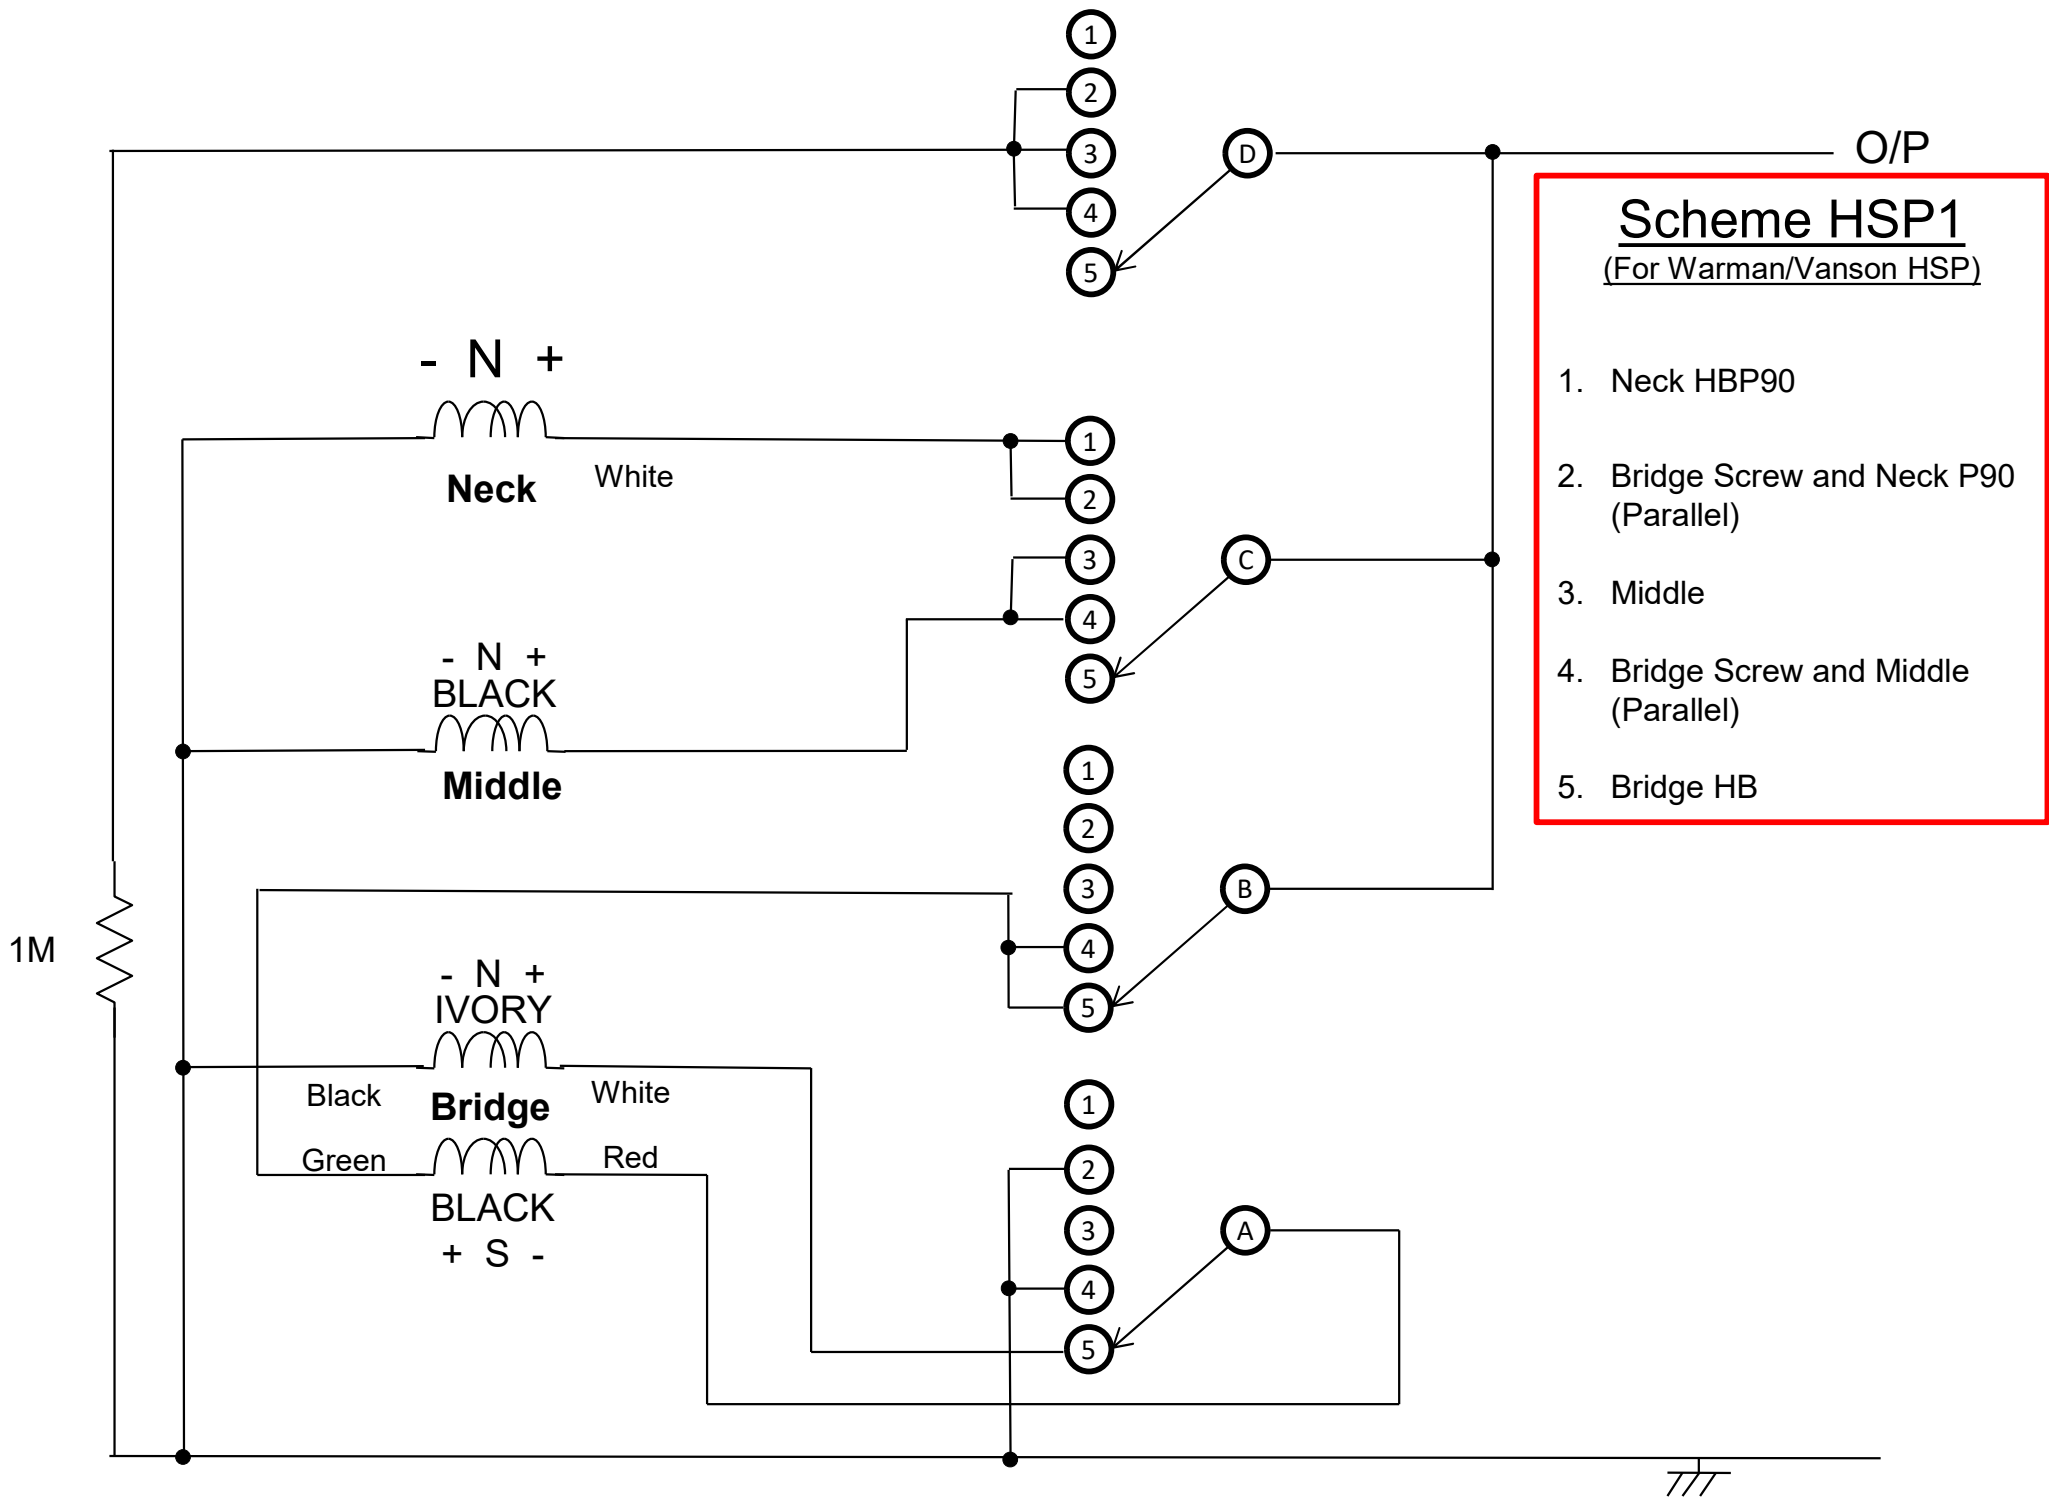 1
2
3
4
5
D
O/P
Scheme HSP1
(For Warman/Vanson HSP)
1. Neck HBP90
2. Bridge Screw and Neck P90
(Parallel)
3. Middle
4. Bridge Screw and Middle
(Parallel)
5. Bridge HB
- N +
Neck
White
1
2
3
4
5
C
- N +
BLACK
Middle
1
2
3
4
5
B
1M
- N +
IVORY
Black
Bridge
White
Green
Red
BLACK
+ S -
1
2
3
4
5
A